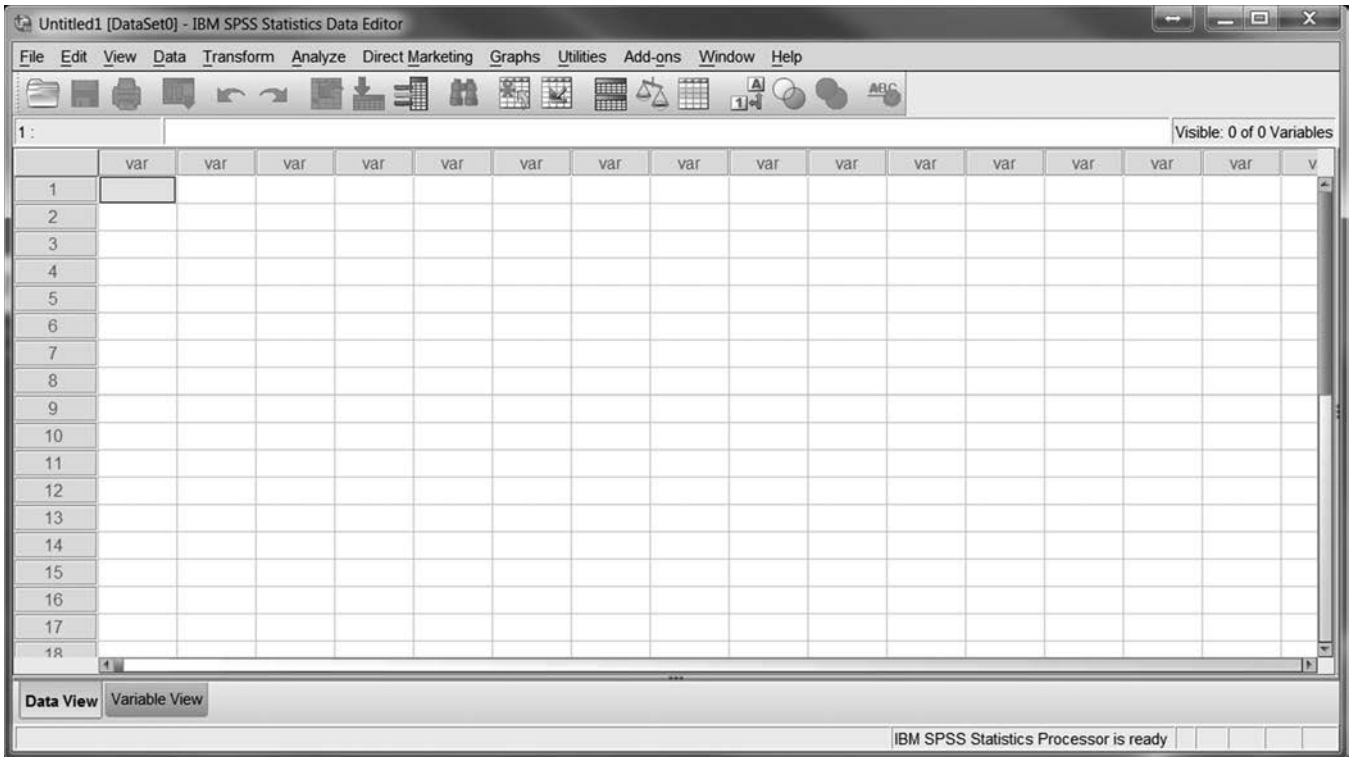 Untitled1 [DataSet0] - IBM SPSS Statistics Data Editor
File Edit View Data Transform Analyze Direct Marketing Graphs Utilities Add-ons Window Help
A
1
ABC
1 :
Visible: 0 of 0 Variables
var var var var var var var var var var var var var var var v
1
2
3
4
5
6
7
8
9
10
11
12
13
14
15
16
17
18
Data View Variable View
IBM SPSS Statistics Processor is ready